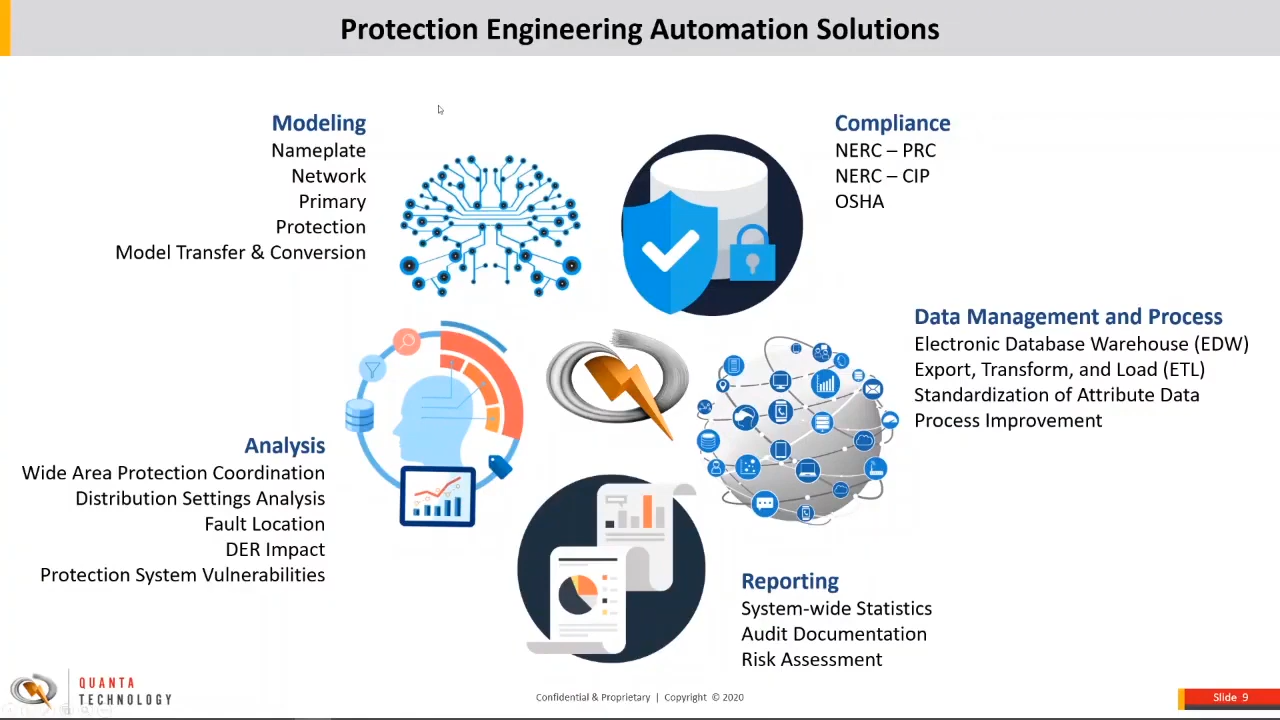 Protection Engineering Automation Solutions
Modeling
Nameplate
Network
Primary
Protection
Model Transfer & Conversion
Compliance
NERC – PRC
NERC – CIP
OSHA
Data Management and Process
Electronic Database Warehouse (EDW)
Export, Transform, and Load (ETL)
Standardization of Attribute Data
Process Improvement
Analysis
Wide Area Protection Coordination
Distribution Settings Analysis
Fault Location
DER Impact
Protection System Vulnerabilities
Reporting
System-wide Statistics
Audit Documentation
Risk Assessment
QUANTA
TECHNOLOGY
Confidential & Proprietary | Copyright © 2020
Slide 9